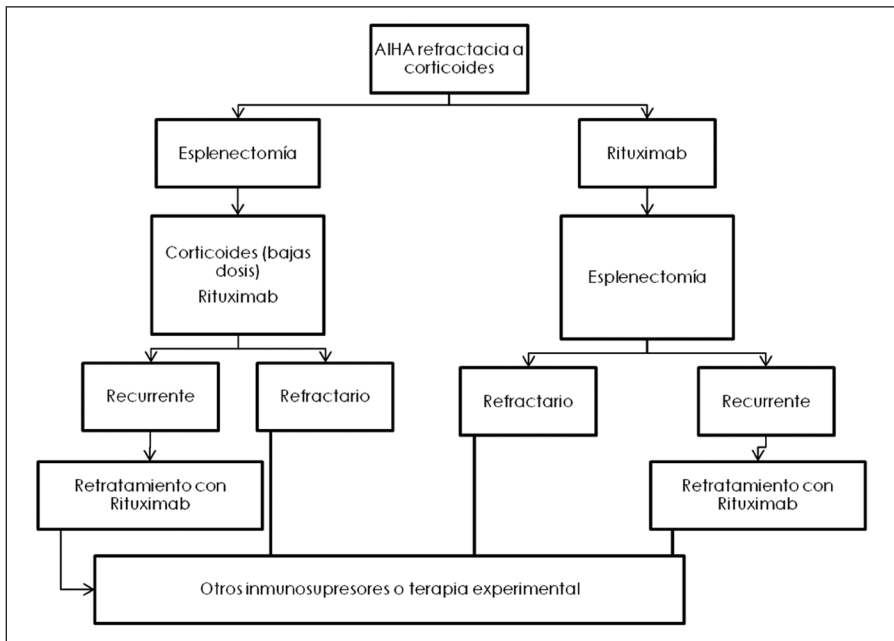 AIHA refractacia a
corticoides
Esplenectomía
Rituximab
Corticoides (bajas
dosis)
Rituximab
Esplenectomía
Recurrente
Refractario
Refractario
Recurrente
Retratamiento con
Rituximab
Retratamiento con
Rituximab
Otros inmunosupresores o terapia experimental